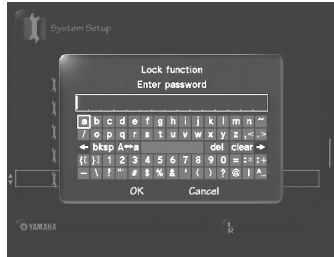 System Setup
Lock function
Enter password
a b c d e f g h i j k l m n ~
/ o p q r s t u v w x y z ,< .>
← bksp A↔a del clear →
{[ }] 1 2 3 4 5 6 7 8 9 0 = :+
- \ ! "' # $ % & ' ( ) ? @ | ^_
OK Cancel
YAMAHA
L
R